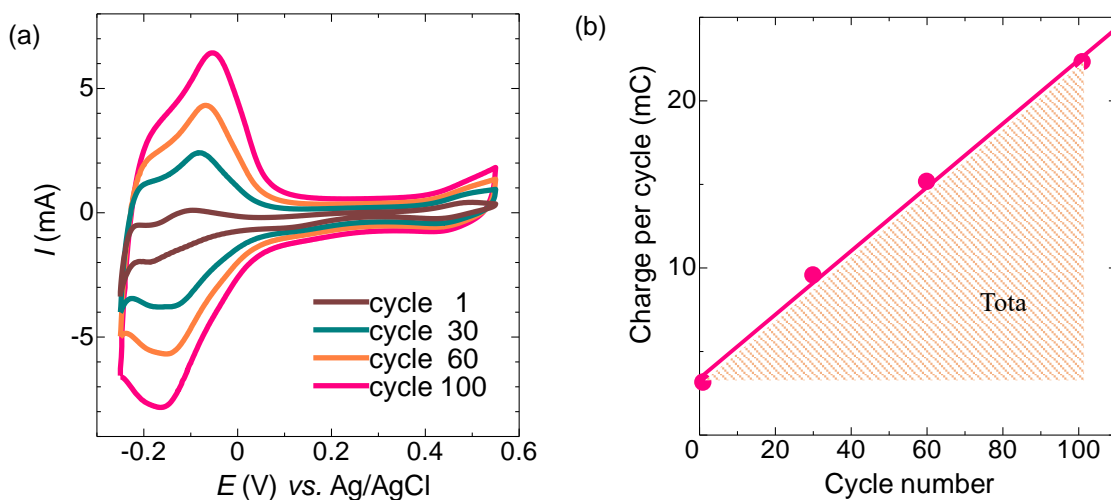 (a)
5
0
-5
I (mA)
cycle 1
cycle 30
cycle 60
cycle 100
-0.2 0 0.2 0.4 0.6
E (V) vs. Ag/AgCl
(b)
20
10
Charge per cycle (mC)
Tota
0 20 40 60 80 100
Cycle number